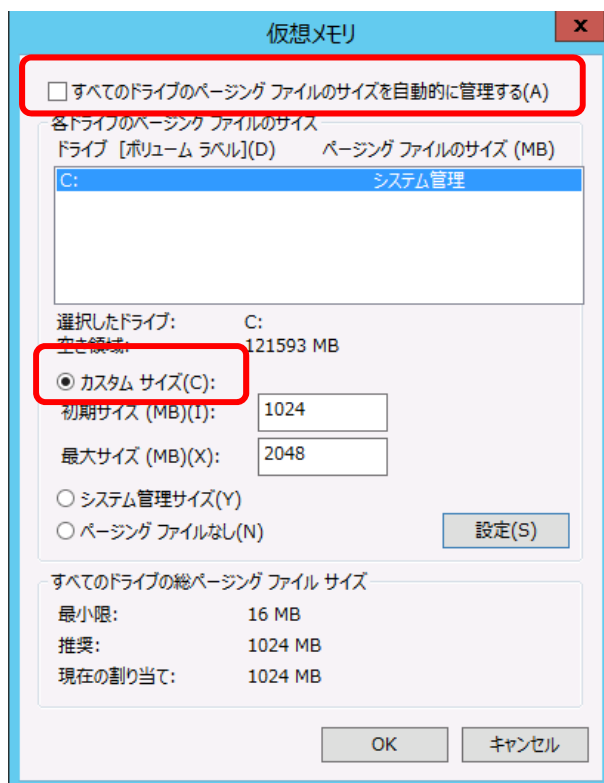 仮想メモリ
x
すべてのドライブのページング ファイルのサイズを自動的に管理する(A)
各ドライブのページング ファイルのサイズ
ドライブ [ボリューム ラベル](D) ページング ファイルのサイズ (MB)
C: システム管理
選択したドライブ: C:
空き領域: 121593 MB
カスタム サイズ(C):
初期サイズ (MB)(I): 1024
最大サイズ (MB)(X): 2048
システム管理サイズ(Y)
ページング ファイルなし(N) 設定(S)
すべてのドライブの総ページング ファイル サイズ
最小限: 16 MB
推奨: 1024 MB
現在の割り当て: 1024 MB
OK キャンセル